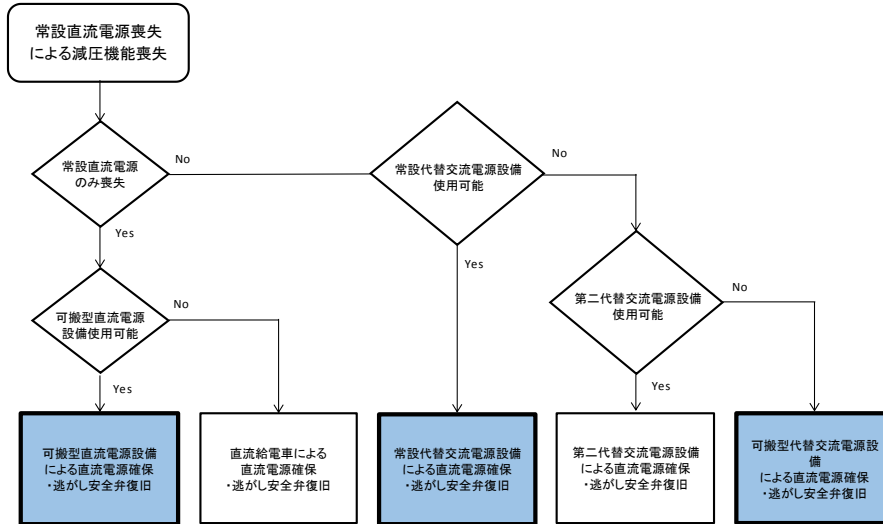 常設直流電源喪失
による減圧機能喪失
常設直流電源
のみ喪失
No
Yes
常設代替交流電源設備
使用可能
No
Yes
可搬型直流電源
設備使用可能
No
Yes
第二代替交流電源設備
使用可能
No
Yes
可搬型直流電源設備
による直流電源確保
・逃がし安全弁復旧
直流給電車による
直流電源確保
・逃がし安全弁復旧
常設代替交流電源設備
による直流電源確保
・逃がし安全弁復旧
第二代替交流電源設備
による直流電源確保
・逃がし安全弁復旧
可搬型代替交流電源設
備
による直流電源確保
・逃がし安全弁復旧